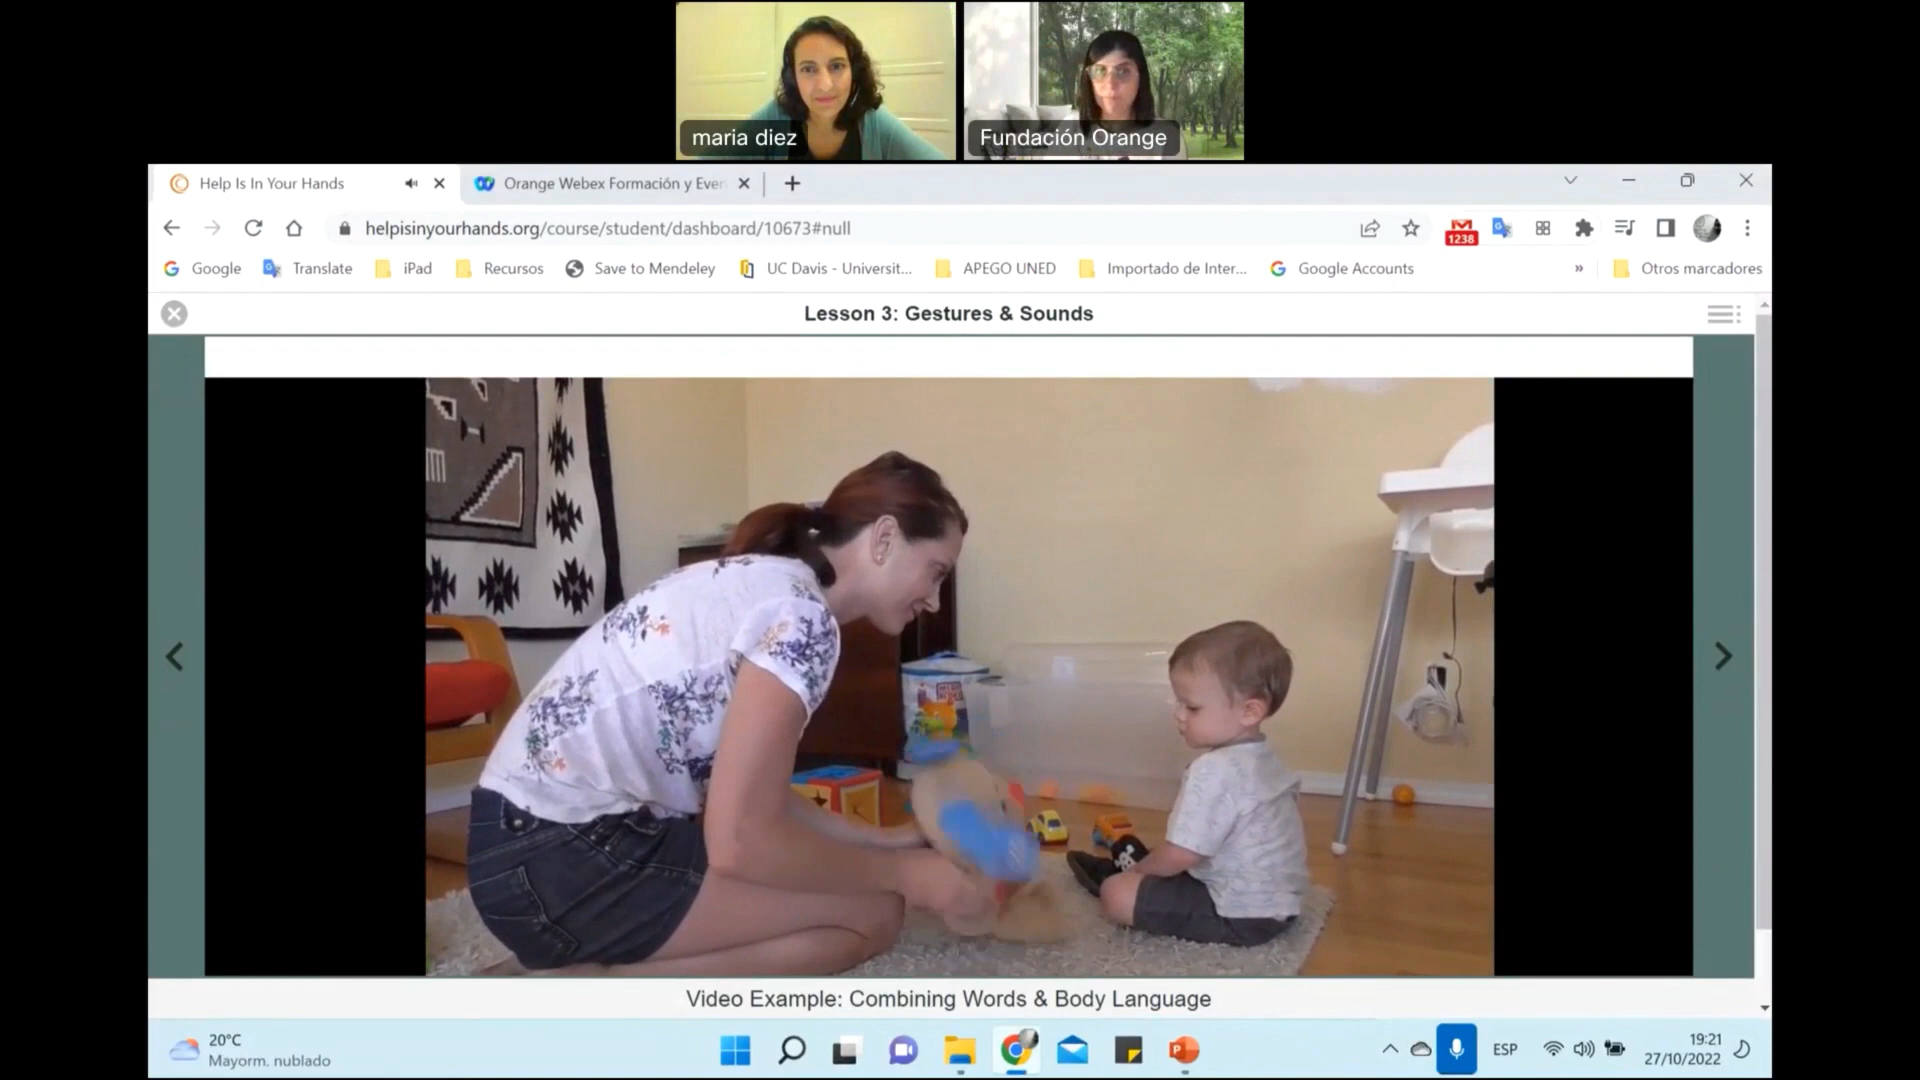 maria diez
Fundación Orange
Help Is In Your Hands
Orange Webex Formación y Even
helpisinyourhands.org/course/student/dashboard/10673#null
1238
Google
Translate
iPad
Recursos
Save to Mendeley
UC Davis - Universit...
APEGO UNED
Importado de Inter...
Google Accounts
»
Otros marcadores
Lesson 3: Gestures & Sounds
Video Example: Combining Words & Body Language
20°C
Mayorm. nublado
ESP
19:21
27/10/2022